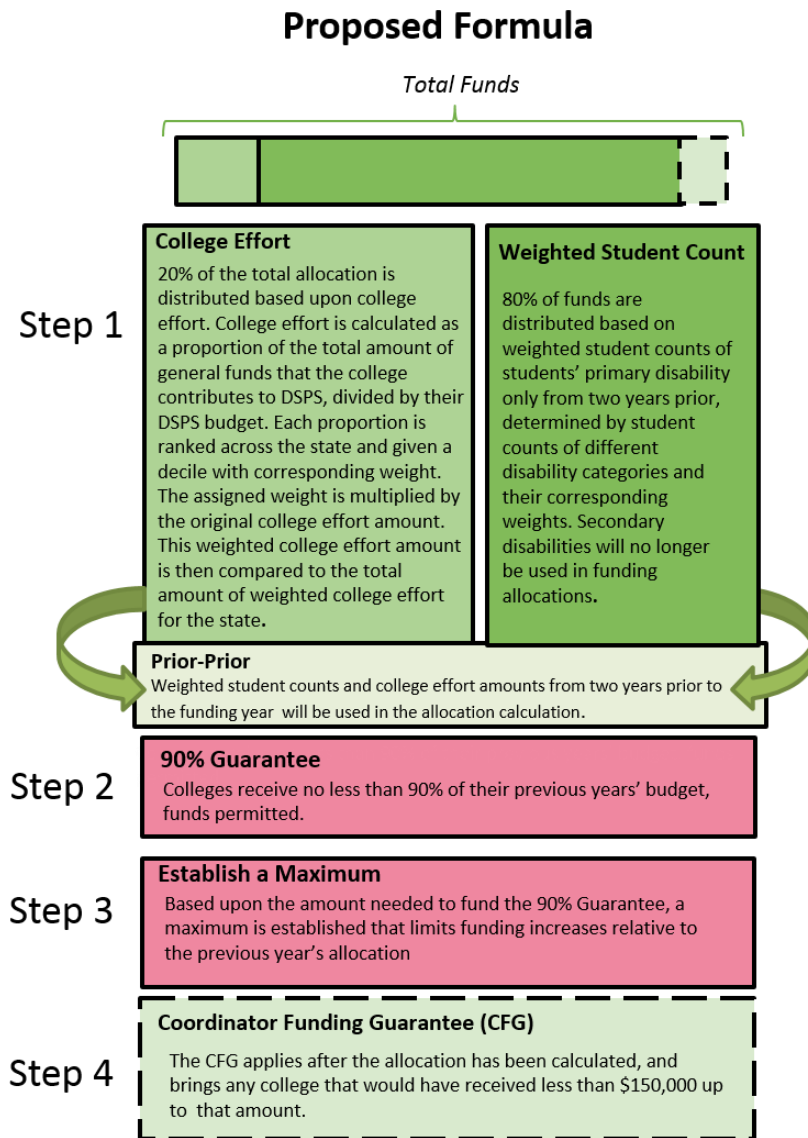 Proposed Formula
Total Funds
Step 1
College Effort
20% of the total allocation is
distributed based upon college
effort. College effort is calculated as
a proportion of the total amount of
general funds that the college
contributes to DSPS, divided by their
DSPS budget. Each proportion is
ranked across the state and given a
decile with corresponding weight.
The assigned weight is multiplied by
the original college effort amount.
This weighted college effort amount
is then compared to the total
amount of weighted college effort
for the state.
Weighted Student Count
80% of funds are
distributed based on
weighted student counts of
students’ primary disability
only from two years prior,
determined by student
counts of different
disability categories and
their corresponding
weights. Secondary
disabilities will no longer
be used in funding
allocations.
Prior-Prior
Weighted student counts and college effort amounts from two years prior to
the funding year will be used in the allocation calculation.
Step 2
90% Guarantee
Colleges receive no less than 90% of their previous years’ budget,
funds permitted.
Step 3
Establish a Maximum
Based upon the amount needed to fund the 90% Guarantee, a
maximum is established that limits funding increases relative to
the previous year’s allocation
Step 4
Coordinator Funding Guarantee (CFG)
The CFG applies after the allocation has been calculated, and
brings any college that would have received less than $150,000 up
to that amount.